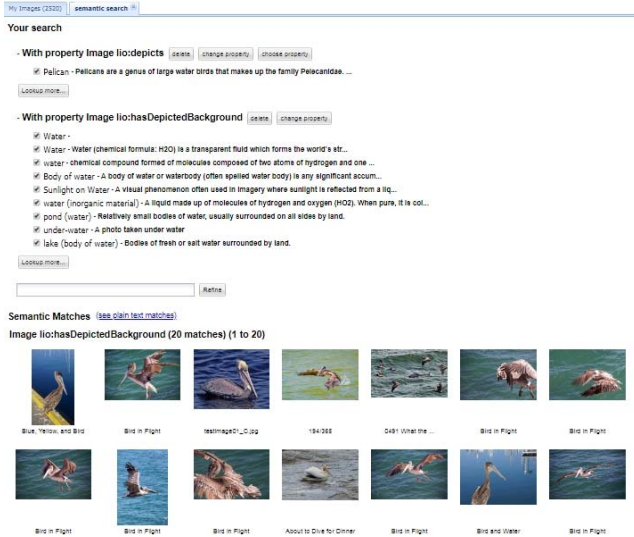 My Images (2520) semantic search
Your search
- With property Image lio:depicts delete change property choose property
Pelican - Pelicans are a genus of large water birds that makes up the family Pelecanidae. ...
Lookup more...
- With property Image lio:hasDepictedBackground delete change property
Water -
Water - Water (chemical formula: H2O) is a transparent fluid which forms the world's str...
water - chemical compound formed of molecules composed of two atoms of hydrogen and one ...
Body of water - A body of water or waterbody (often spelled water body) is any significant accum...
Sunlight on Water - A visual phenomenon often used in imagery where sunlight is reflected from a liq...
water (inorganic material) - A liquid made up of molecules of hydrogen and oxygen (HO2). When pure, it is col...
pond (water) - Relatively small bodies of water, usually surrounded on all sides by land.
under-water - A photo taken under water
lake (body of water) - Bodies of fresh or salt water surrounded by land.
Lookup more...
Refine
Semantic Matches (see plain text matches)
Image lio:hasDepictedBackground (20 matches) (1 to 20)
Blue, Yellow, and Bird Bird in Flight testimage01_C.jpg 194/365 0491 What the ... Bird in Flight Bird in Flight
Bird in Flight Bird in Flight Bird in Flight About to Dive for Dinner Bird in Flight Bird and Water Bird in Flight